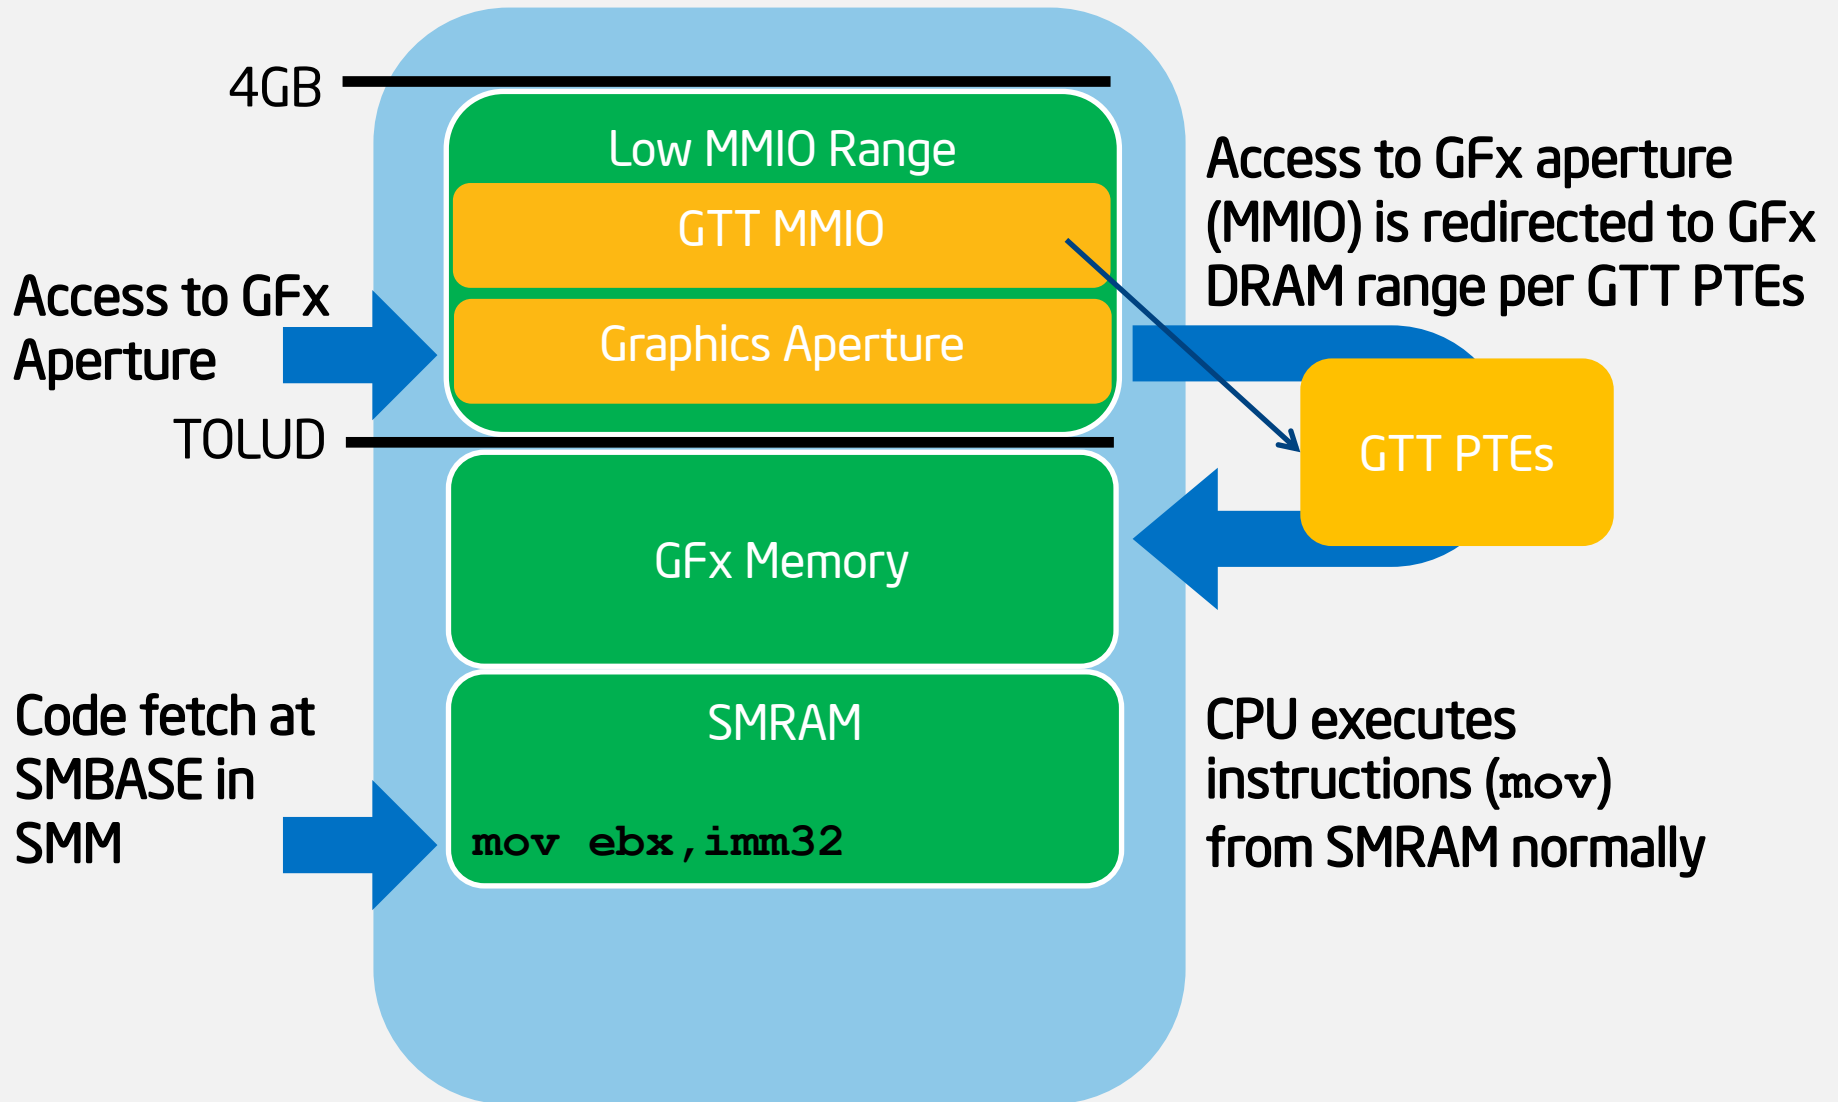 4GB
Low MMIO Range
GTT MMIO
Graphics Aperture
Access to GFx
Aperture
TOLUD
Access to GFx aperture
(MMIO) is redirected to GFx
DRAM range per GTT PTEs
GTT PTEs
GFx Memory
SMRAM
mov ebx,imm32
Code fetch at
SMBASE in
SMM
CPU executes
instructions (mov)
from SMRAM normally